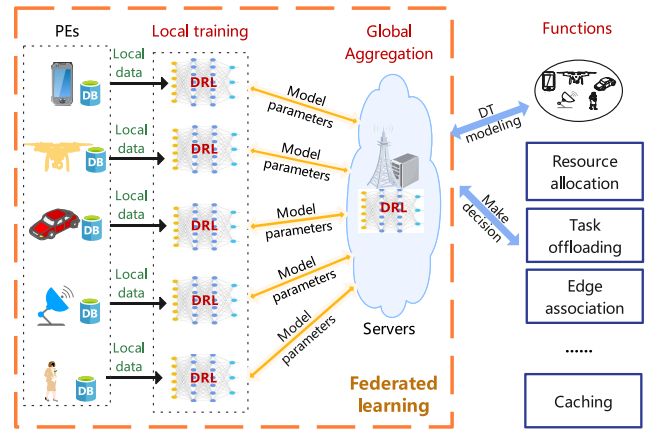 PEs
Local training
Global
Aggregation
Functions
Local
data
DB
DRL
Model
parameters
Local
data
DB
DRL
Model
parameters
Local
data
DB
DRL
Model
parameters
Local
data
DB
DRL
Model
parameters
Local
data
DB
DRL
Model
parameters
DRL
Servers
Federated
learning
DT
modeling
Make
decision
Resource
allocation
Task
offloading
Edge
association
......
Caching